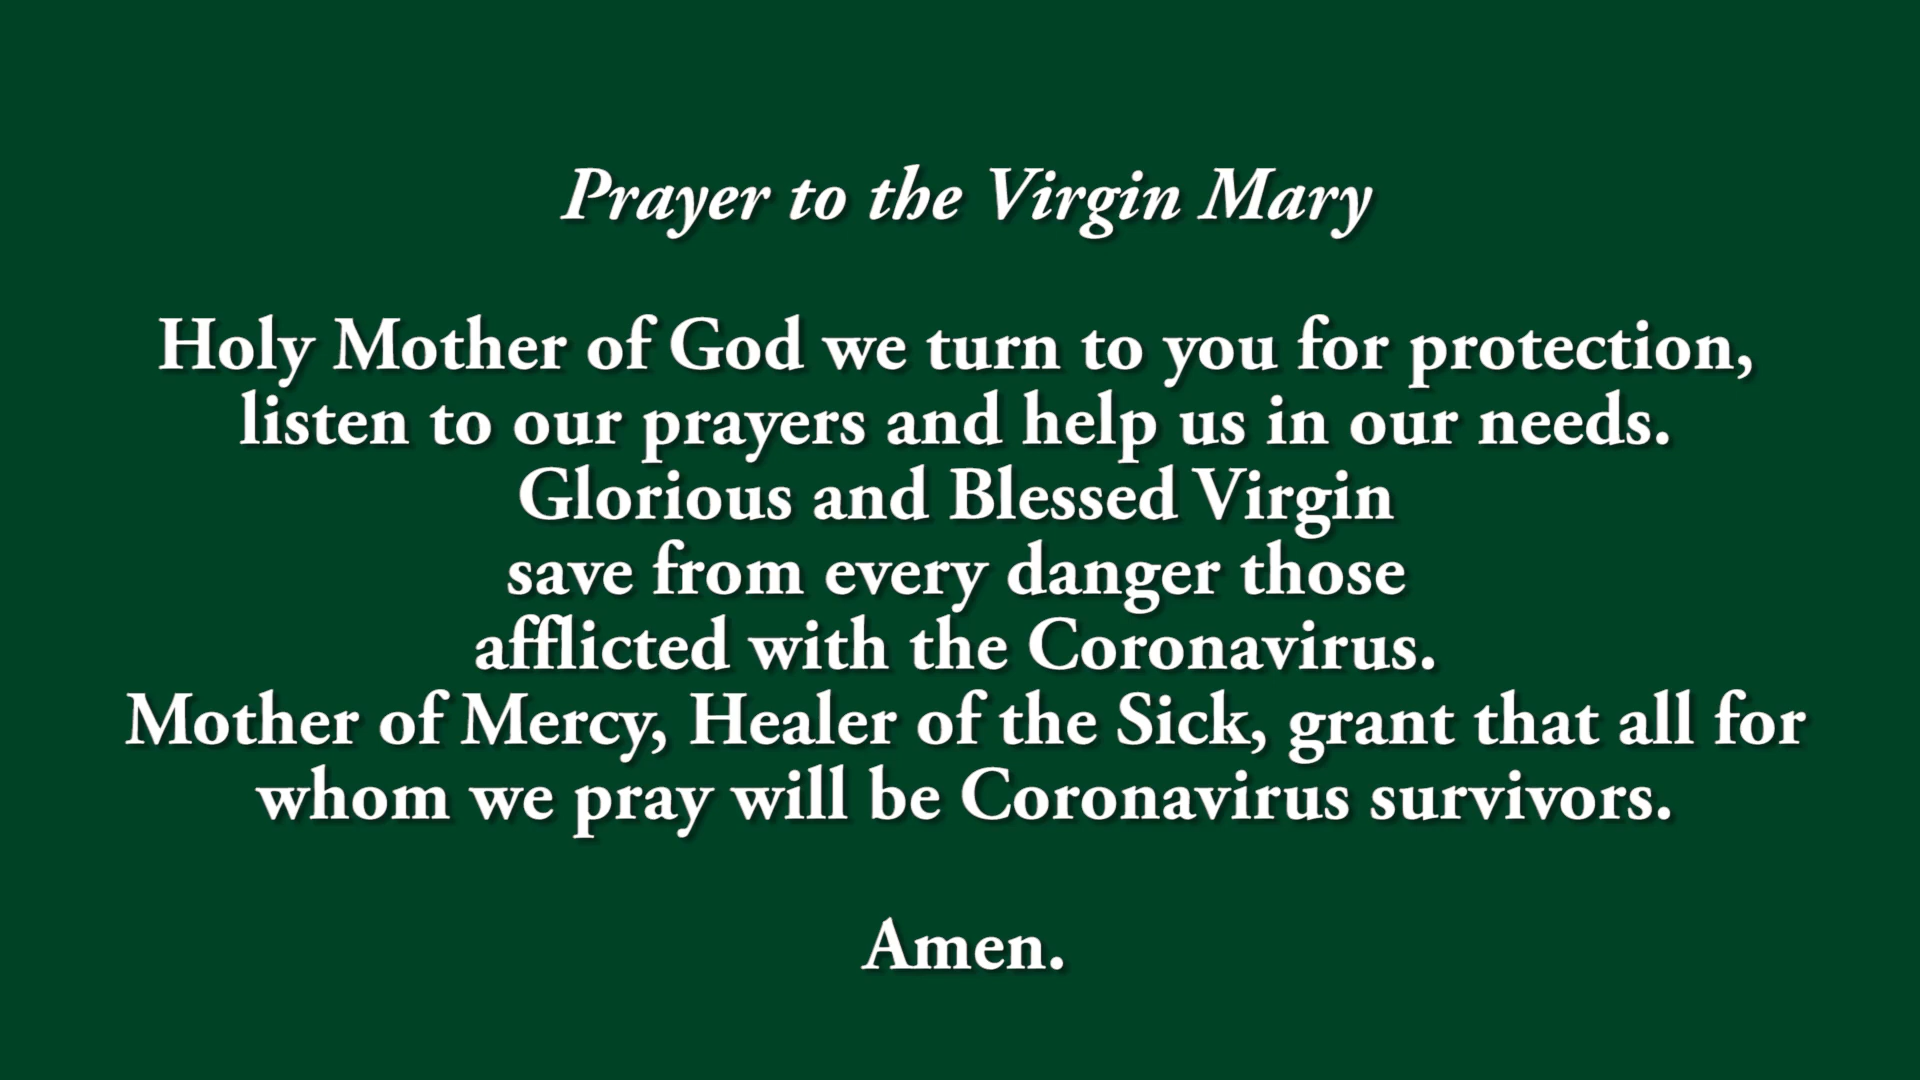 Prayer to the Virgin Mary
Holy Mother of God we turn to you for protection,
listen to our prayers and help us in our needs.
Glorious and Blessed Virgin
save from every danger those
afflicted with the Coronavirus.
Mother of Mercy, Healer of the Sick, grant that all for
whom we pray will be Coronavirus survivors.
Amen.